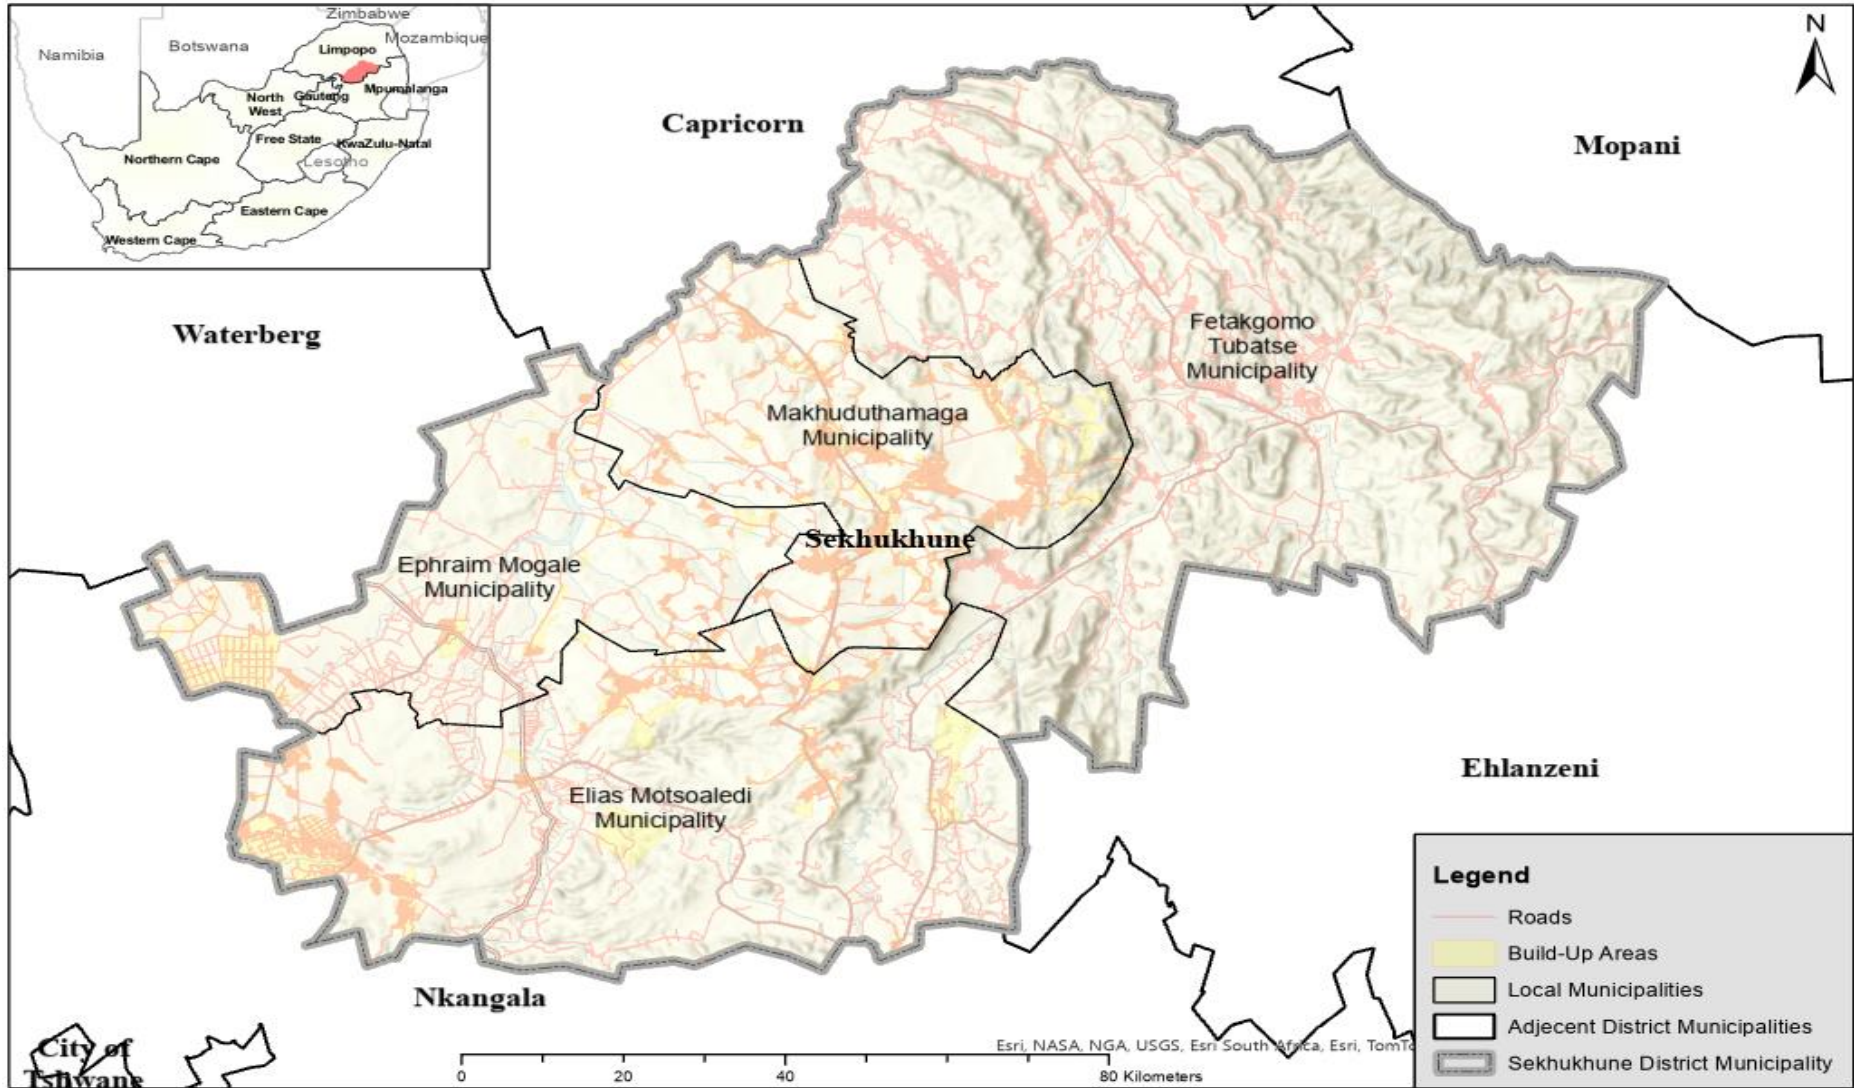 Zimbabwe
Mozambique
Botswana
Namibia
Limpopo
Mpumalanga
North
West
Gauteng
Free State
KwaZulu-Natal
Lesotho
Northern Cape
Eastern Cape
Western Cape
N
Capricorn
Mopani
Waterberg
Fetakgomo
Tubatse
Municipality
Makhuduthamaga
Municipality
Sekhukhune
Ephraim Mogale
Municipality
Elias Motsoaledi
Municipality
Ehlanzeni
Nkangala
City of
Tshwane
0 20 40 80 Kilometers
Esri, NASA, NGA, USGS, Esri South Africa, Esri, TomTo
Legend
Roads
Build-Up Areas
Local Municipalities
Adjecent District Municipalities
Sekhukhune District Municipality